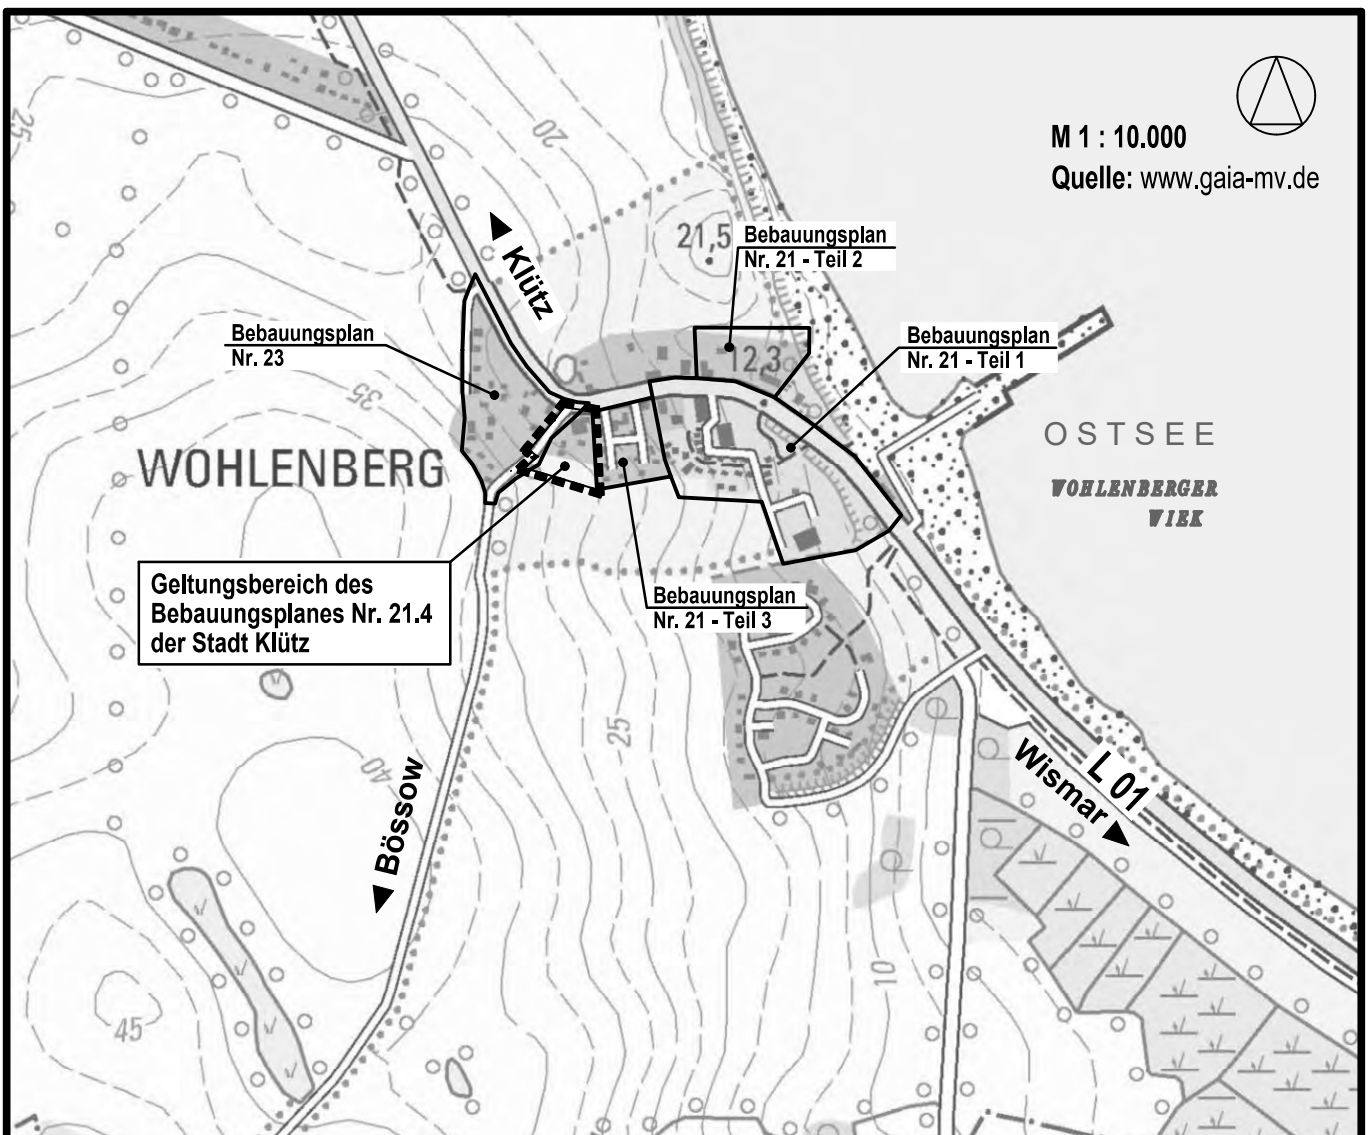 M 1 : 10.000
Quelle: www.gaia-mv.de
25
20
Klütz
21,5
Bebauungsplan
Nr. 21 - Teil 2
Bebauungsplan
Nr. 23
12,3
Bebauungsplan
Nr. 21 - Teil 1
35
WOHLENBERG
OSTSEE
WOHLENBERGER
WIEK
Geltungsbereich des
Bebauungsplanes Nr. 21.4
der Stadt Klütz
Bebauungsplan
Nr. 21 - Teil 3
25
40
Bössow
Wismar
L 01
10
45